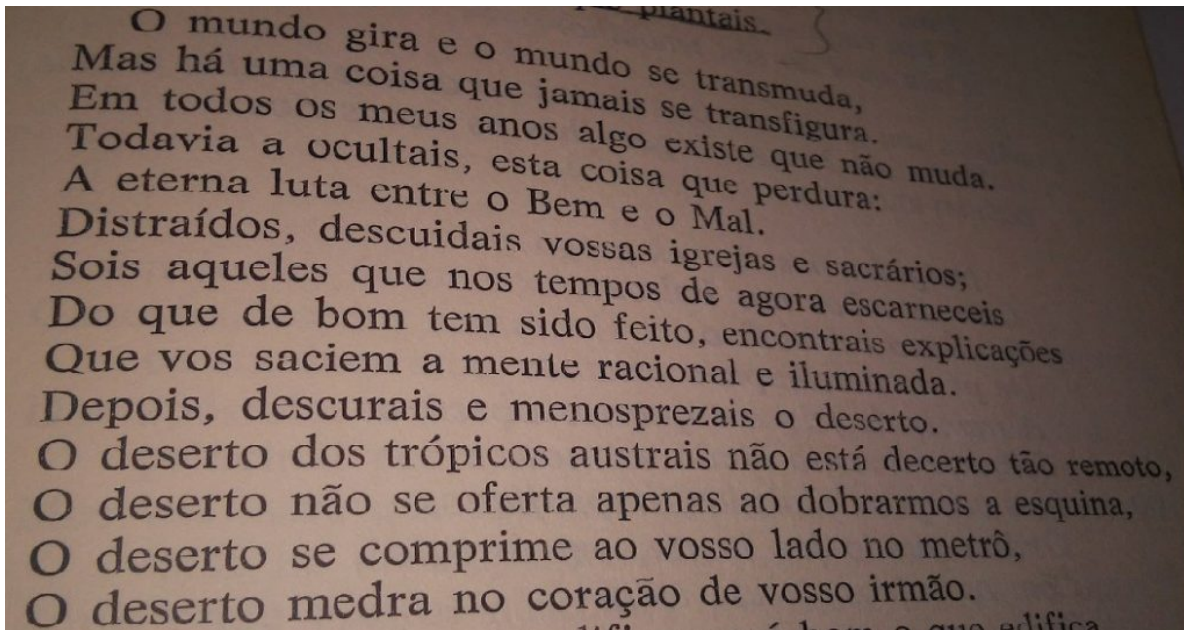 plantais.
O mundo gira e o mundo se transmuda,
Mas há uma coisa que jamais se transfigura.
Em todos os meus anos algo existe que não muda.
Todavia a ocultais, esta coisa que perdura:
A eterna luta entre o Bem e o Mal.
Distraídos, descuidais vossas igrejas e sacrários;
Sois aqueles que nos tempos de agora escarneceis
Do que de bom tem sido feito, encontrais explicações
Que vos saciem a mente racional e iluminada.
Depois, descurais e menosprezais o deserto.
O deserto dos trópicos austrais não está decerto tão remoto,
O deserto não se oferta apenas ao dobrarmos a esquina,
O deserto se comprime ao vosso lado no metrô,
O deserto medra no coração de vosso irmão.
o que edifica